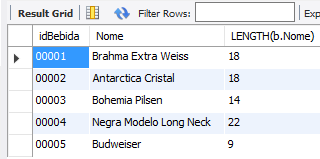 Result Grid Filter Rows: Exp
idBebida Nome LENGTH(b.Nome)
00001 Brahma Extra Weiss 18
00002 Antarctica Cristal 18
00003 Bohemia Pilsen 14
00004 Negra Modelo Long Neck 22
00005 Budweiser 9